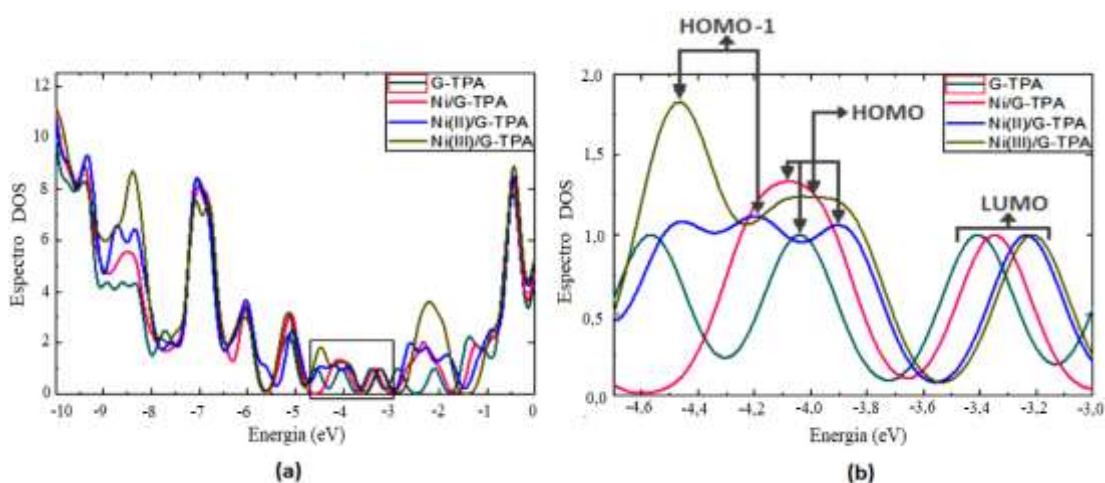 12
10
8
6
4
2
0
Espectro DOS
G-TPA
Ni/G-TPA
Ni(II)/G-TPA
Ni(III)/G-TPA
-10 -9 -8 -7 -6 -5 -4 -3 -2 -1 0
Energia (eV)
(a)
HOMO-1
HOMO
LUMO
2.0
1.5
1.0
0,5
0.0
Espectro DOS
G-TPA
Ni/G-TPA
Ni(II)/G-TPA
Ni(III)/G-TPA
-4,6 -4,4 -4,2 -4,0 -3,8 -3,6 -3,4 -3,2 -3,0
Energia (eV)
(b)